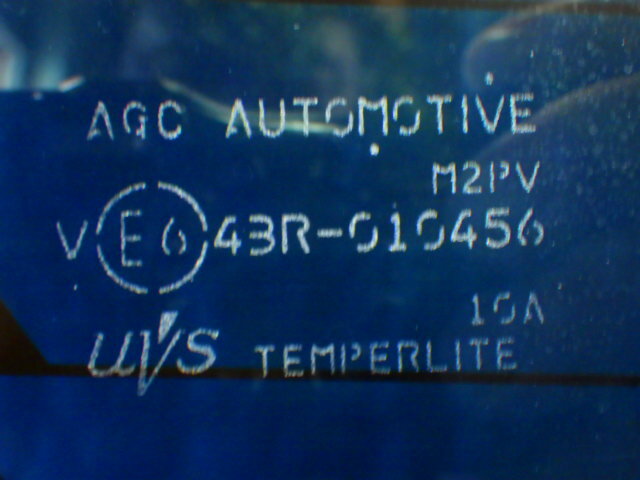 AGC AUTOMOTIVE
M2PV
V E6 43R-010456
10A
UVS TEMPERLITE